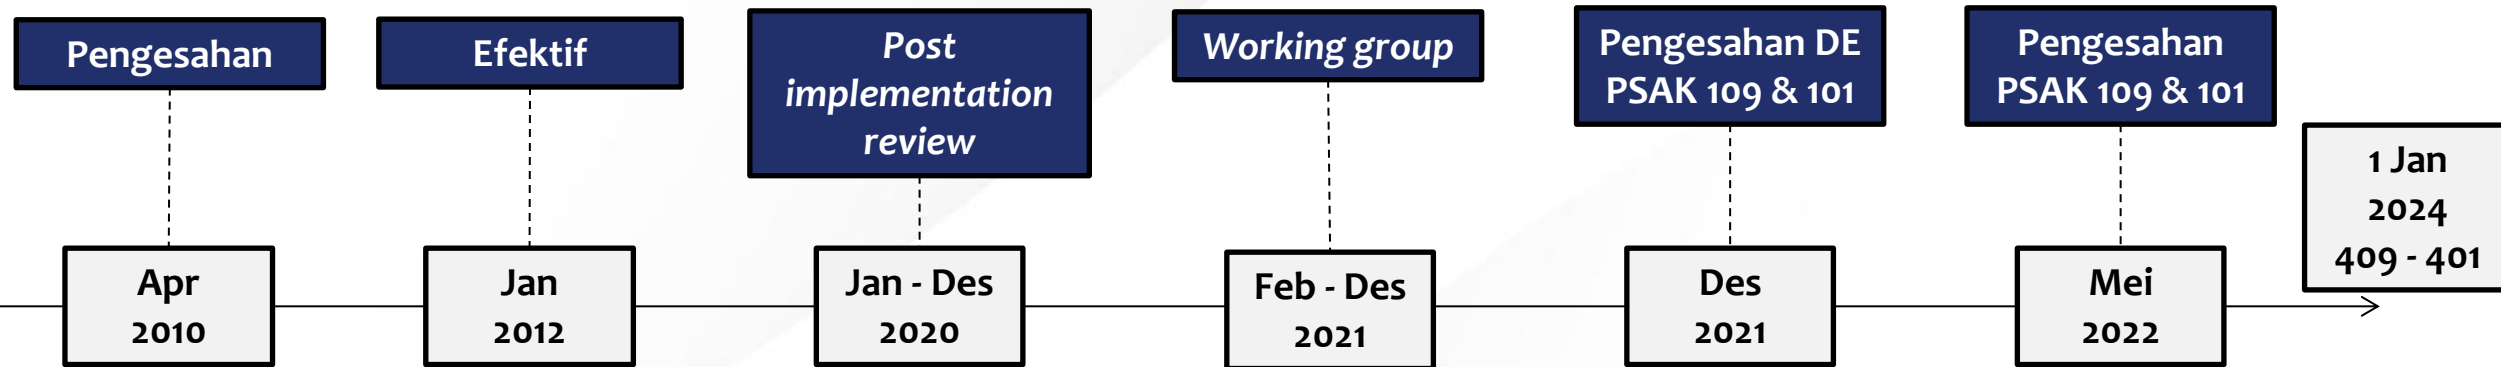 Pengesahan
Efektif
Post
implementation
review
Working group
Pengesahan DE
PSAK 109 & 101
Pengesahan
PSAK 109 & 101
Apr
2010
Jan
2012
Jan - Des
2020
Feb - Des
2021
Des
2021
Mei
2022
1 Jan
2024
409 - 401